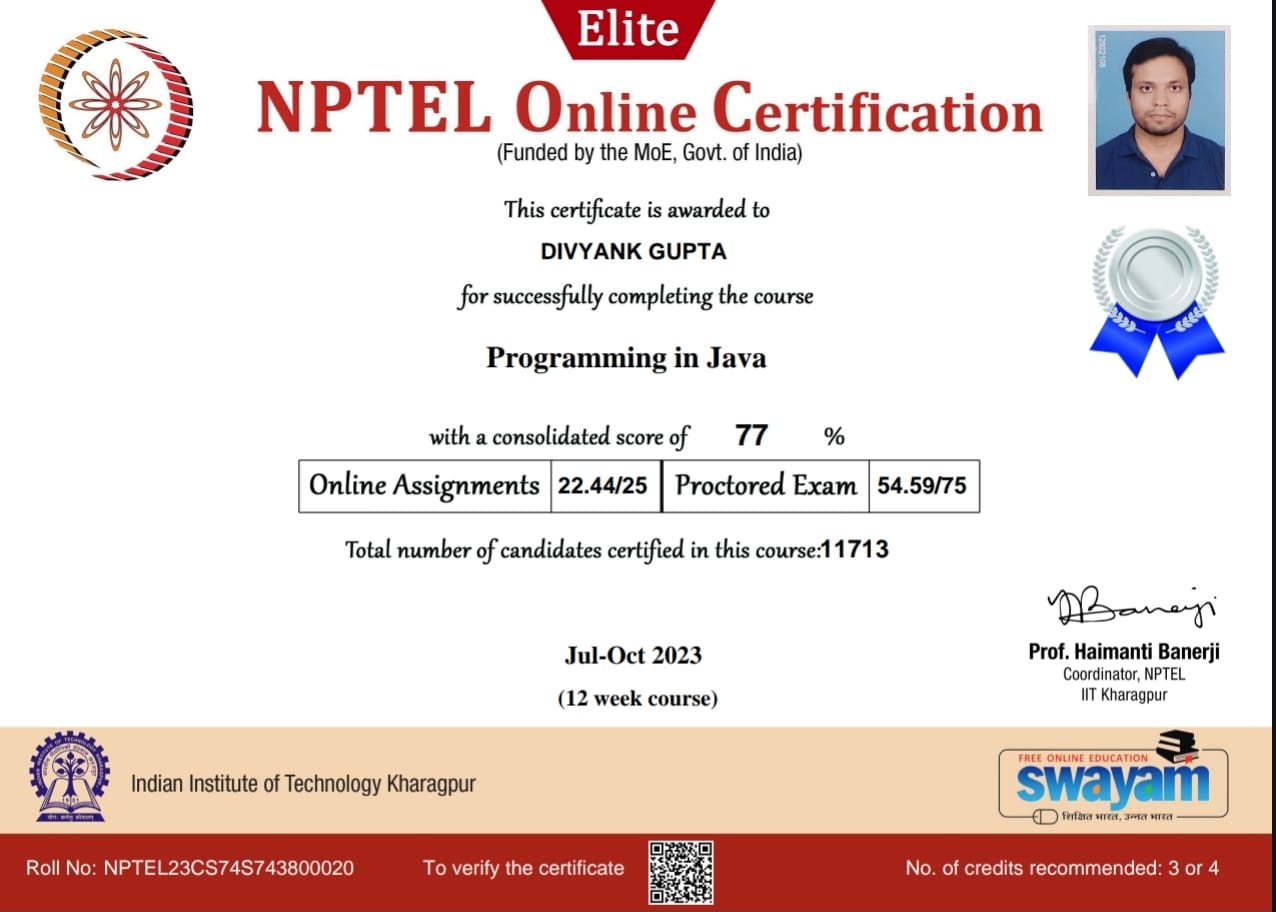 Elite
NPTEL Online Certification
(Funded by the MoE, Govt. of India)
This certificate is awarded to
DIVYANK GUPTA
for successfully completing the course
Programming in Java
with a consolidated score of 77 %
Online Assignments 22.44/25 Proctored Exam 54.59/75
Total number of candidates certified in this course:11713
Jul-Oct 2023
(12 week course)
Prof. Haimanti Banerji
Coordinator, NPTEL
IIT Kharagpur
Indian Institute of Technology Kharagpur
FREE ONLINE EDUCATION
swayam
शिक्षित भारत, उन्नत भारत
Roll No: NPTEL23CS74S743800020
To verify the certificate
No. of credits recommended: 3 or 4